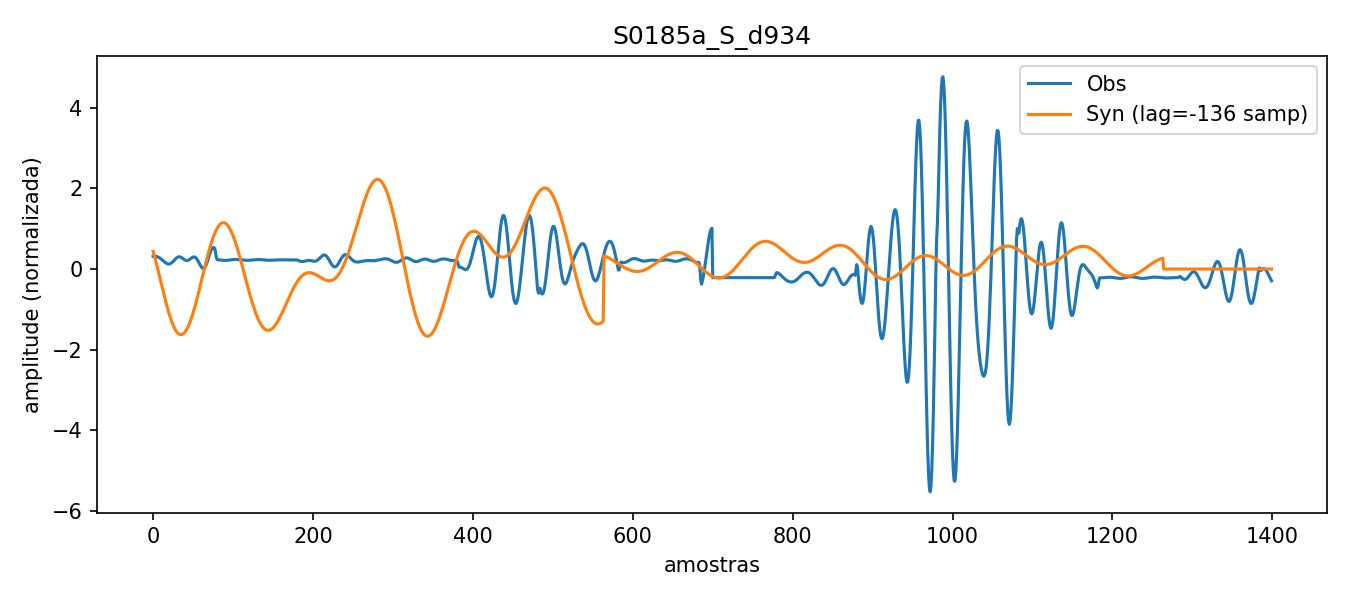 S0185a_S_d934
Obs
Syn (lag=-136 samp)
amplitude (normalizada)
4
2
0
−2
−4
−6
0 200 400 600 800 1000 1200 1400
amostras